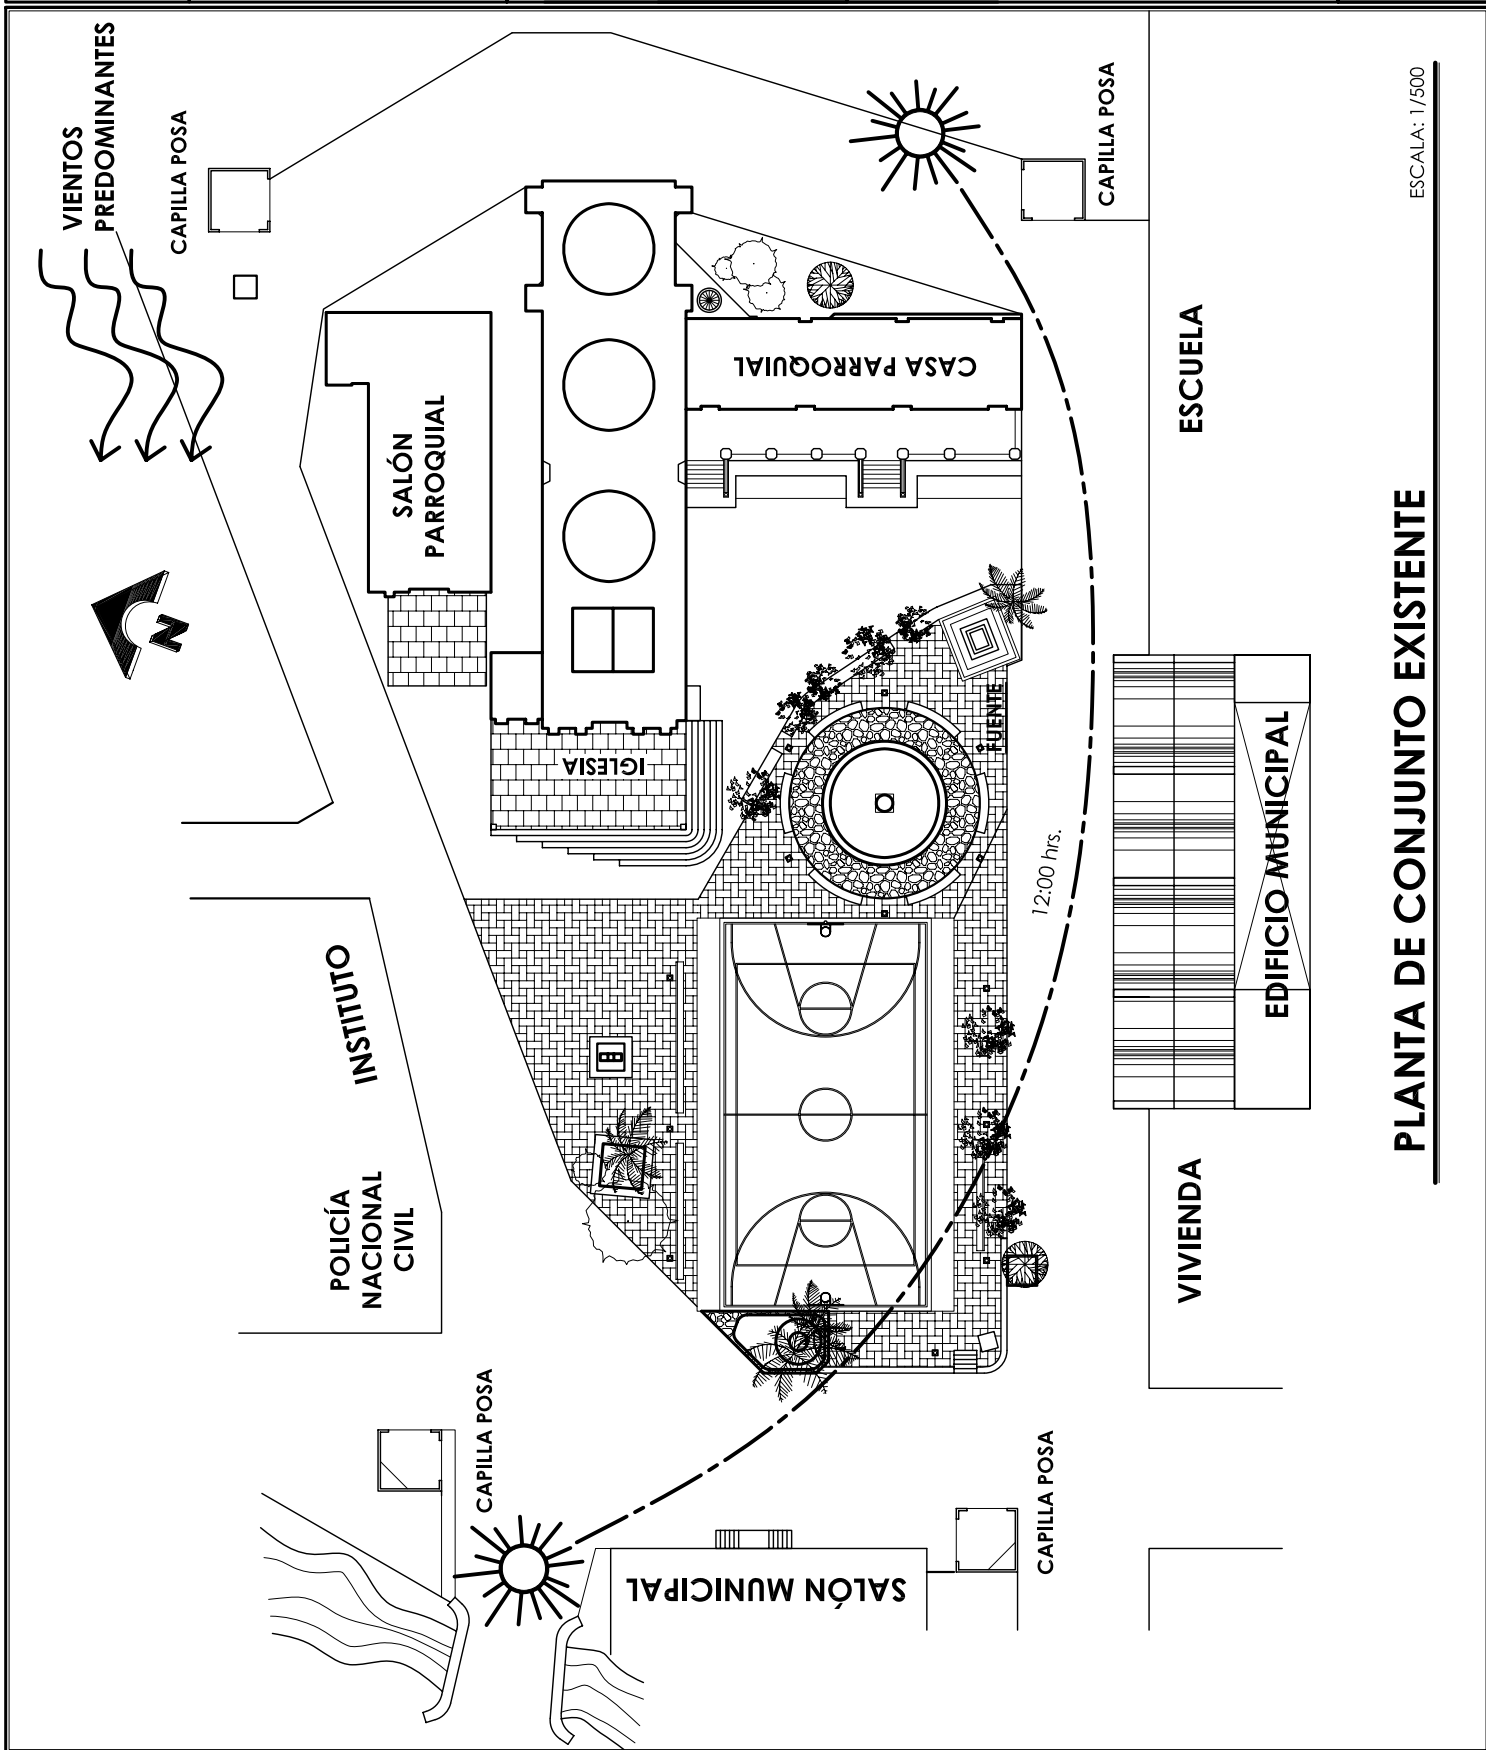 VIENTOS
PREDOMINANTES
CAPILLA POSA
CAPILLA POSA
SALÓN
PARROQUIAL
CASA PARROQUIAL
ESCUELA
N
IGLESIA
FUENTE
12:00 hrs.
EDIFICIO MUNICIPAL
INSTITUTO
POLICÍA
NACIONAL
CIVIL
VIVIENDA
CAPILLA POSA
CAPILLA POSA
SALÓN MUNICIPAL
PLANTA DE CONJUNTO EXISTENTE
ESCALA: 1/500